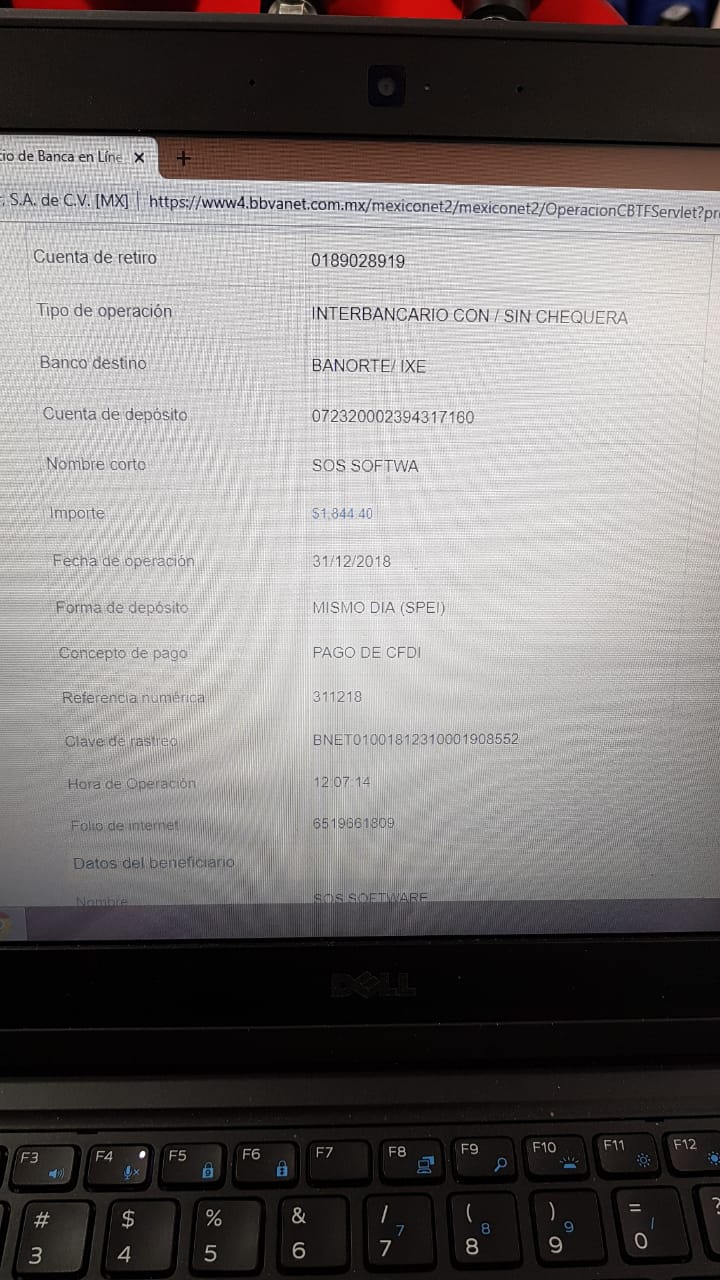 io de Banca en Líne × +
. S.A. de C.V. [MX] | https://www4.bbvanet.com.mx/mexiconet2/mexiconet2/OperacionCBTFServlet?pr
Cuenta de retiro 0189028919
Tipo de operación INTERBANCARIO CON / SIN CHEQUERA
Banco destino BANORTE/ IXE
Cuenta de depósito 072320002394317160
Nombre corto SOS SOFTWA
Importe $1,844.40
Fecha de operación 31/12/2018
Forma de depósito MISMO DIA (SPEI)
Concepto de pago PAGO DE CFDI
Referencia numérica 311218
Clave de rastreo BNET01001812310001908552
Hora de Operación 12:07:14
Folio de internet 6519661809
Datos del beneficiario
Nombre SOS SOFTWARE
DELL
F3 F4 F5 F6 F7 F8 F9 F10 F11 F12
# $ % & / ( ) =
7 8 9 /
3 4 5 6 7 8 9 0